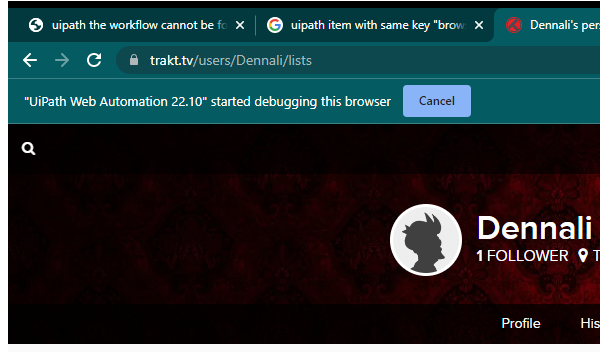 uipath the workflow cannot be fo
uipath item with same key "brow
Dennali's pers
trakt.tv/users/Dennali/lists
"UiPath Web Automation 22.10" started debugging this browser
Cancel
Dennali
1 FOLLOWER T
Profile
His